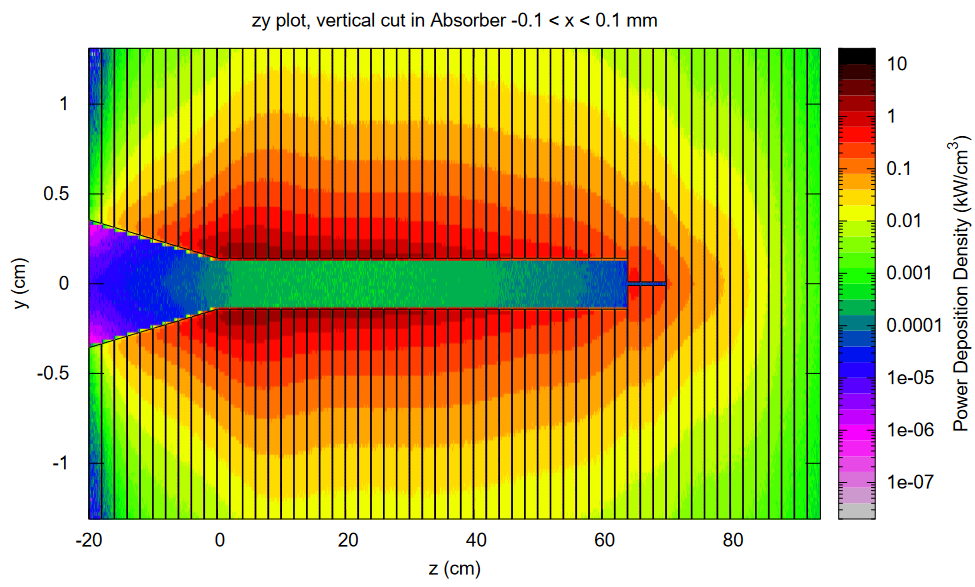 zy plot, vertical cut in Absorber -0.1 < x < 0.1 mm
1
0.5
0
-0.5
-1
y (cm)
-20
0
20
40
60
80
z (cm)
10
1
0.1
0.01
0.001
0.0001
1e-05
1e-06
1e-07
Power Deposition Density (kW/cm³)